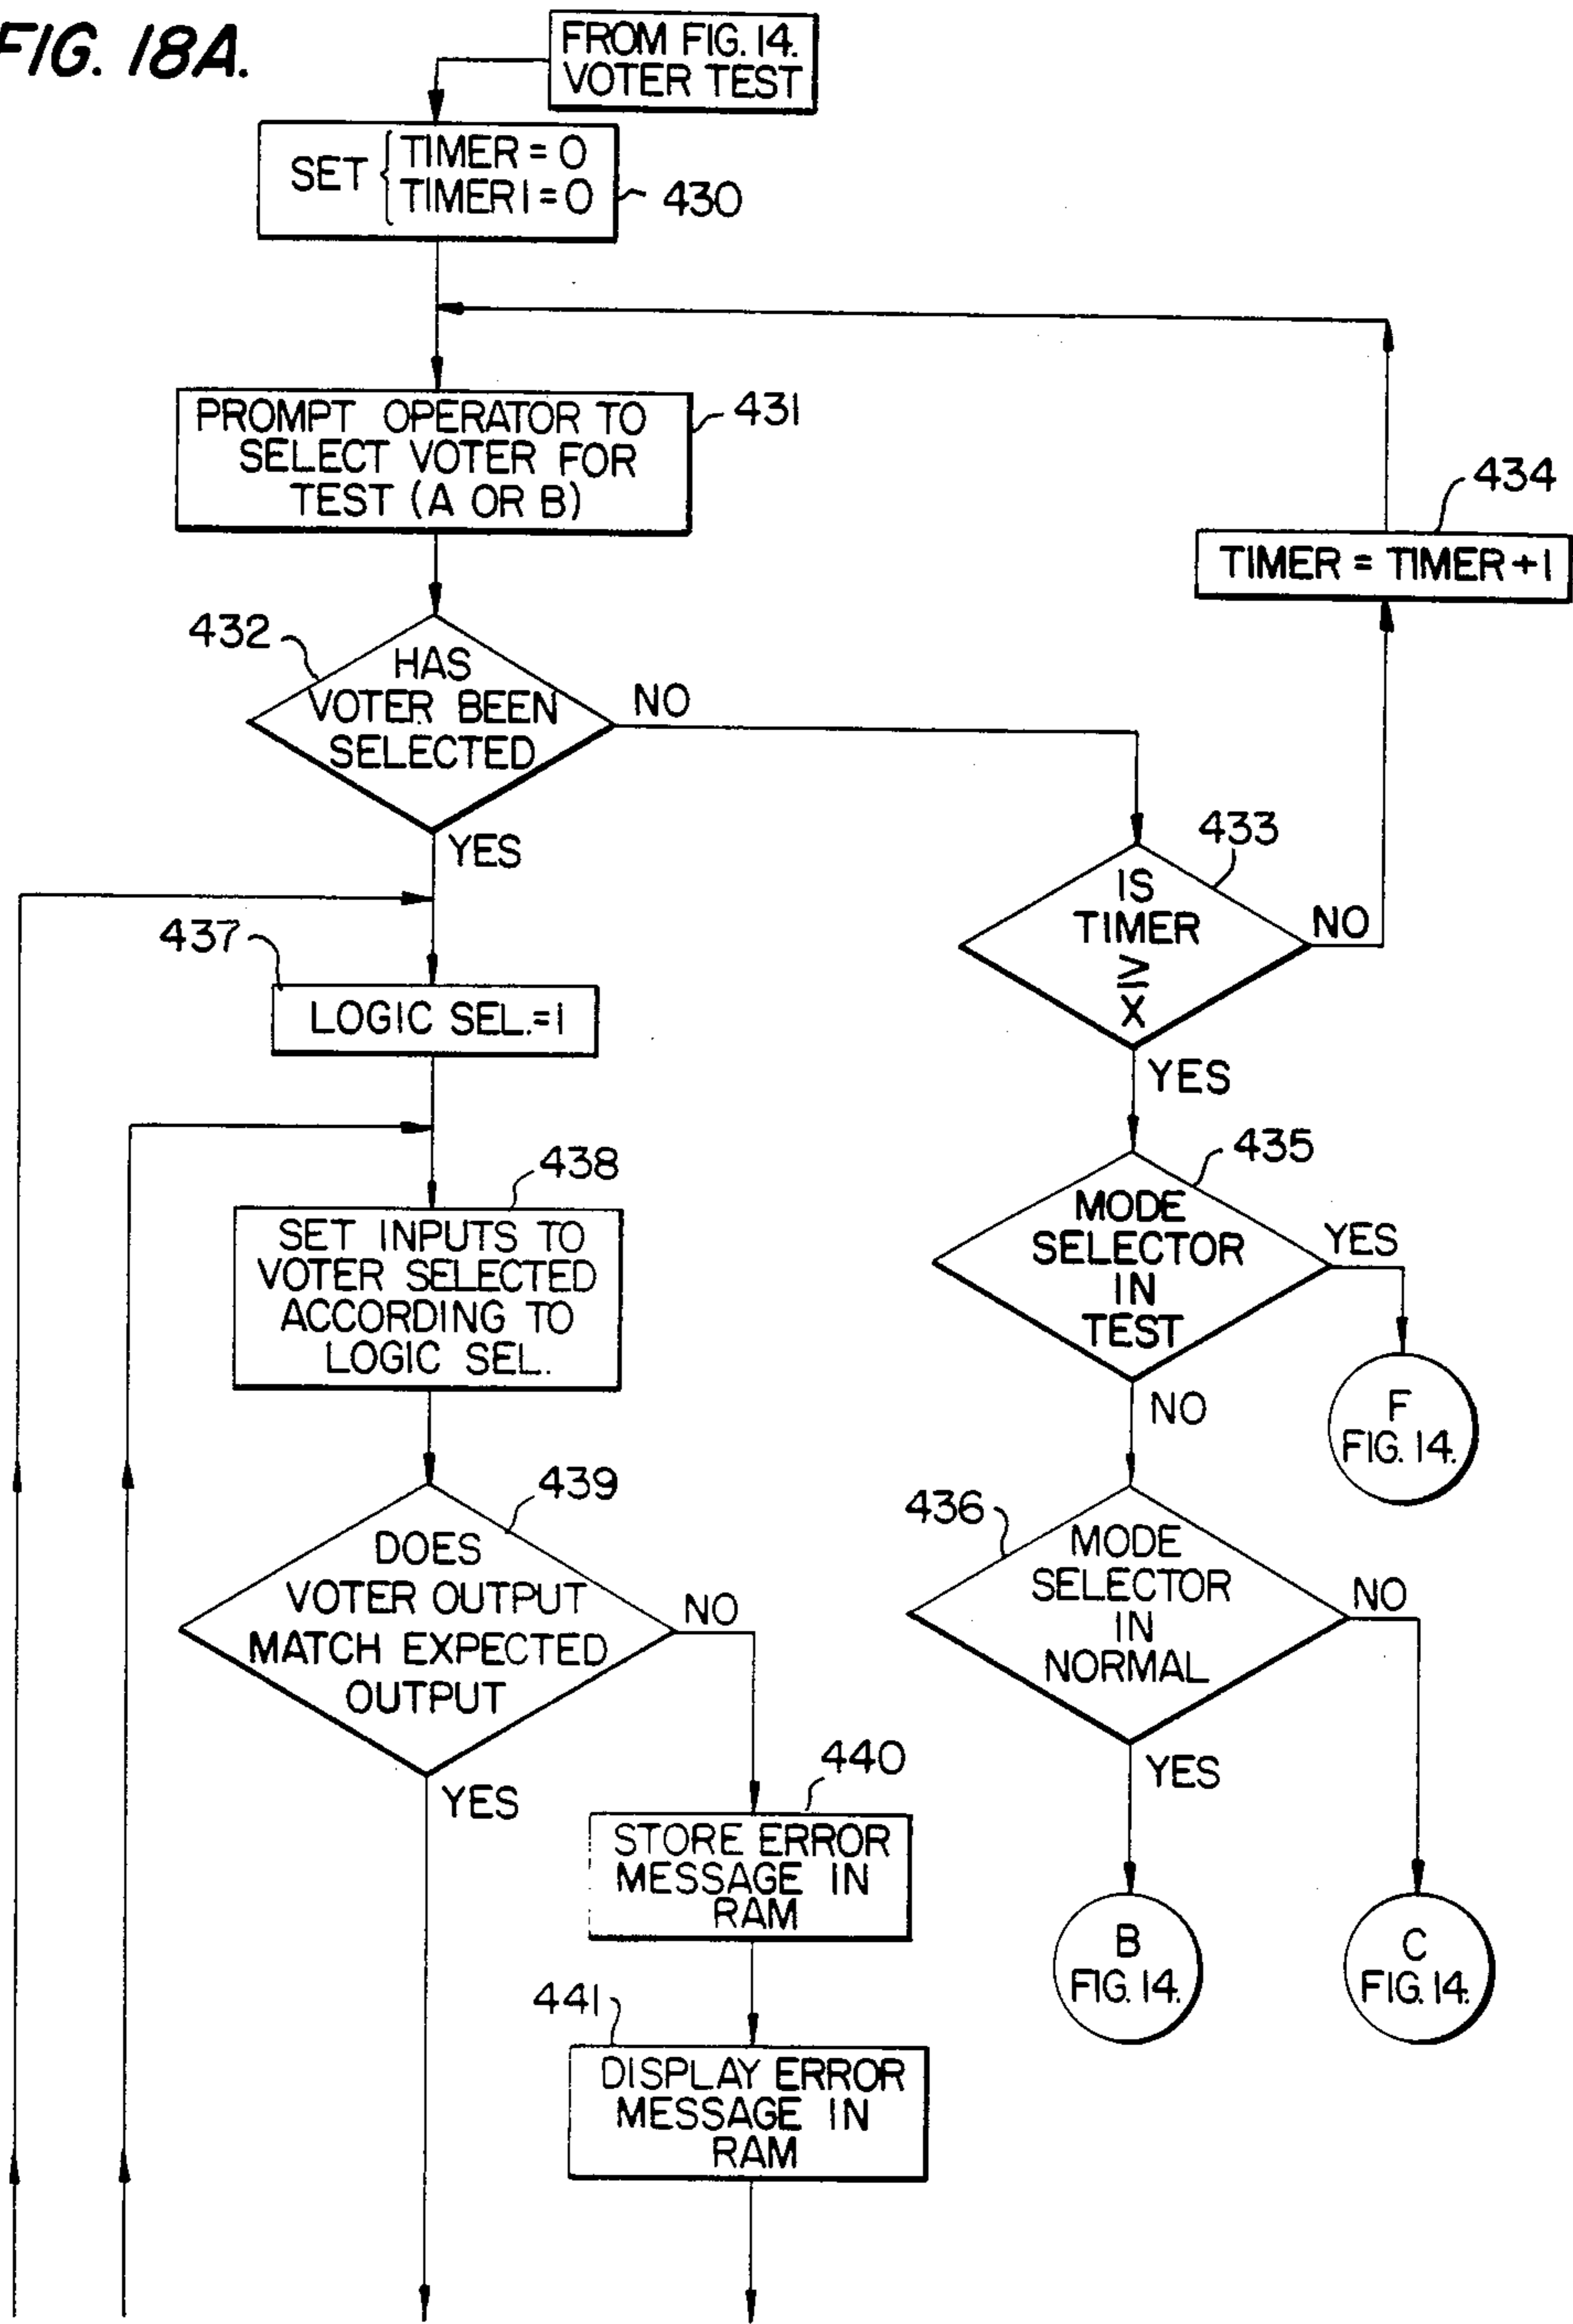 FIG. 18A.
FROM FIG. 14.
VOTER TEST
SET { TIMER = 0
TIMER1 = 0
430
PROMPT OPERATOR TO
SELECT VOTER FOR
TEST (A OR B)
431
434
TIMER = TIMER + 1
432
HAS
VOTER BEEN
SELECTED
NO
YES
433
IS
TIMER
≥
X
NO
YES
437
LOGIC SEL. = 1
435
MODE
SELECTOR
IN
TEST
YES
NO
F
FIG. 14.
438
SET INPUTS TO
VOTER SELECTED
ACCORDING TO
LOGIC SEL.
439
DOES
VOTER OUTPUT
MATCH EXPECTED
OUTPUT
NO
YES
436
MODE
SELECTOR
IN
NORMAL
NO
YES
440
STORE ERROR
MESSAGE IN
RAM
B
FIG. 14.
C
FIG. 14.
441
DISPLAY ERROR
MESSAGE IN
RAM